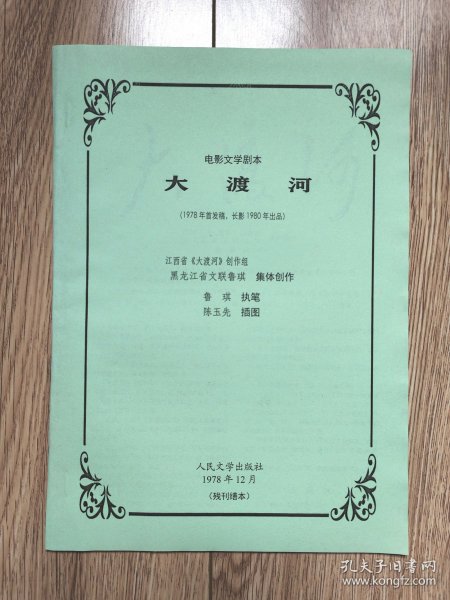 电影文学剧本
大渡河
（1978年首发稿，长影1980年出品）
江西省《大渡河》创作组
黑龙江省文联鲁琪 集体创作
鲁琪 执笔
陈玉先 插图
人民文学出版社
1978年12月
（残刊缮本）
孔夫子旧书网
www.kongfz.com